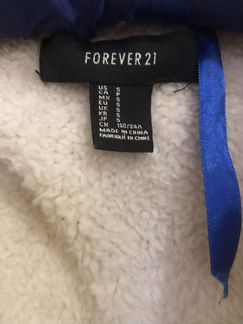 FOREVER 21
US S
CA P
MX S
EU S
UK S
KR S
JP S
CN 160/84A
MADE IN CHINA
FABRIQUÉ EN CHINE